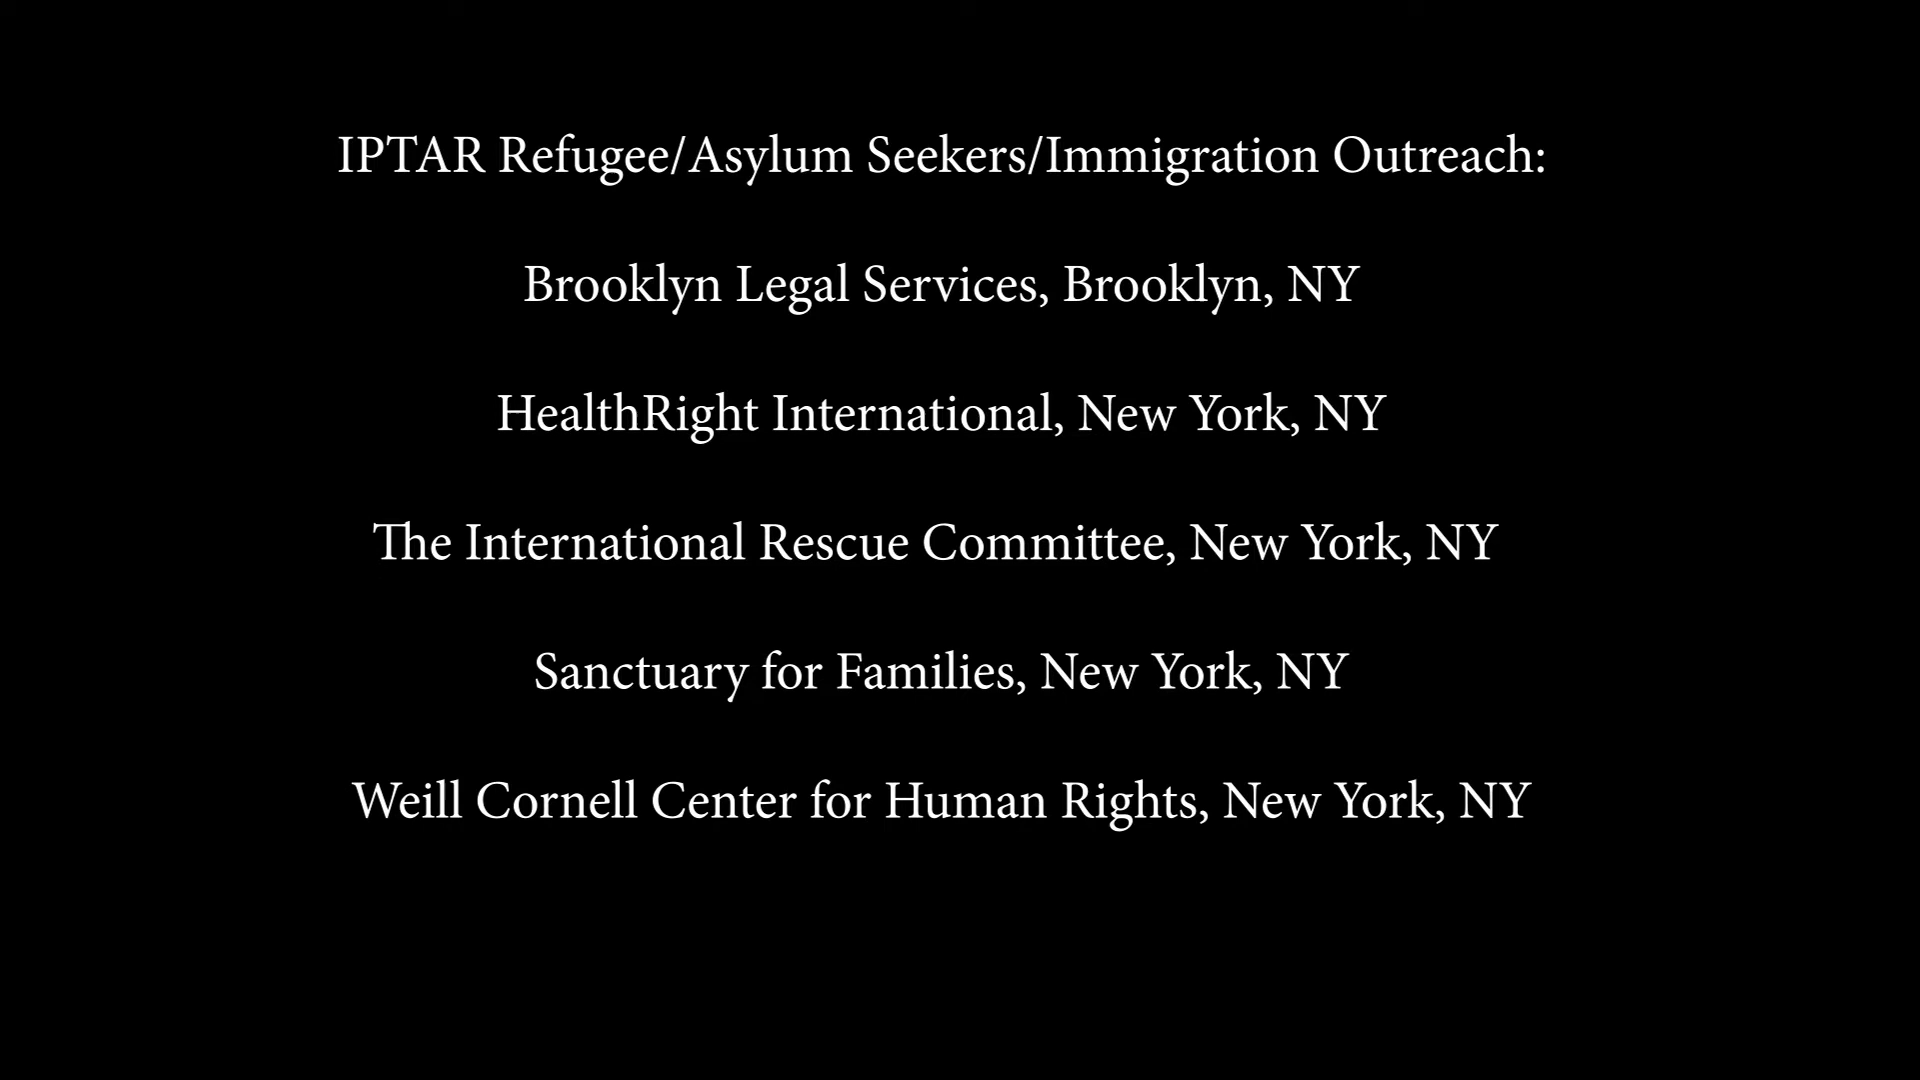 IPTAR Refugee/Asylum Seekers/Immigration Outreach:
Brooklyn Legal Services, Brooklyn, NY
HealthRight International, New York, NY
The International Rescue Committee, New York, NY
Sanctuary for Families, New York, NY
Weill Cornell Center for Human Rights, New York, NY